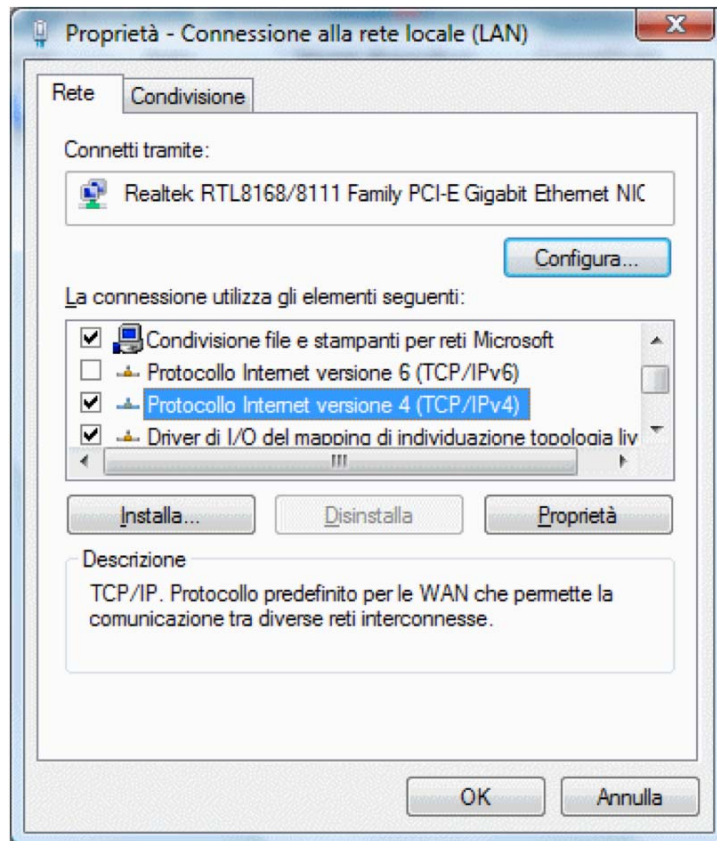 Proprietà - Connessione alla rete locale (LAN)
Rete
Condivisione
Connetti tramite:
Realtek RTL8168/8111 Family PCI-E Gigabit Ethernet NIC
Configura...
La connessione utilizza gli elementi seguenti:
Condivisione file e stampanti per reti Microsoft
Protocollo Internet versione 6 (TCP/IPv6)
Protocollo Internet versione 4 (TCP/IPv4)
Driver di I/O del mapping di individuazione topologia liv
Installa...
Disinstalla
Proprietà
Descrizione
TCP/IP. Protocollo predefinito per le WAN che permette la
comunicazione tra diverse reti interconnesse.
OK
Annulla